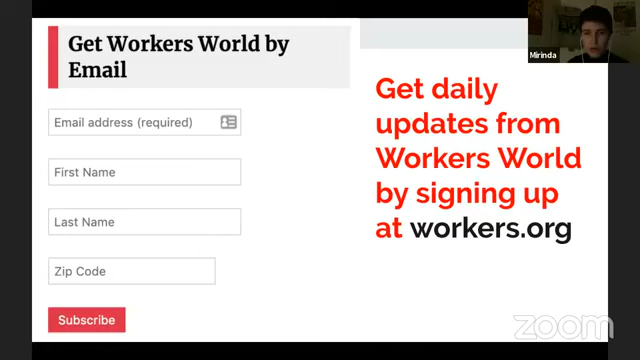 Get Workers World by
Email
Email address (required)
First Name
Last Name
Zip Code
Subscribe
Mirinda
Get daily
updates from
Workers World
by signing up
at workers.org
zoom